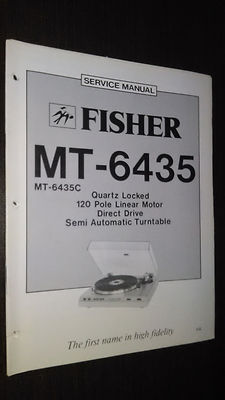 SERVICE MANUAL
FISHER
MT-6435
MT-6435C
Quartz Locked
120 Pole Linear Motor
Direct Drive
Semi Automatic Turntable
The first name in high fidelity